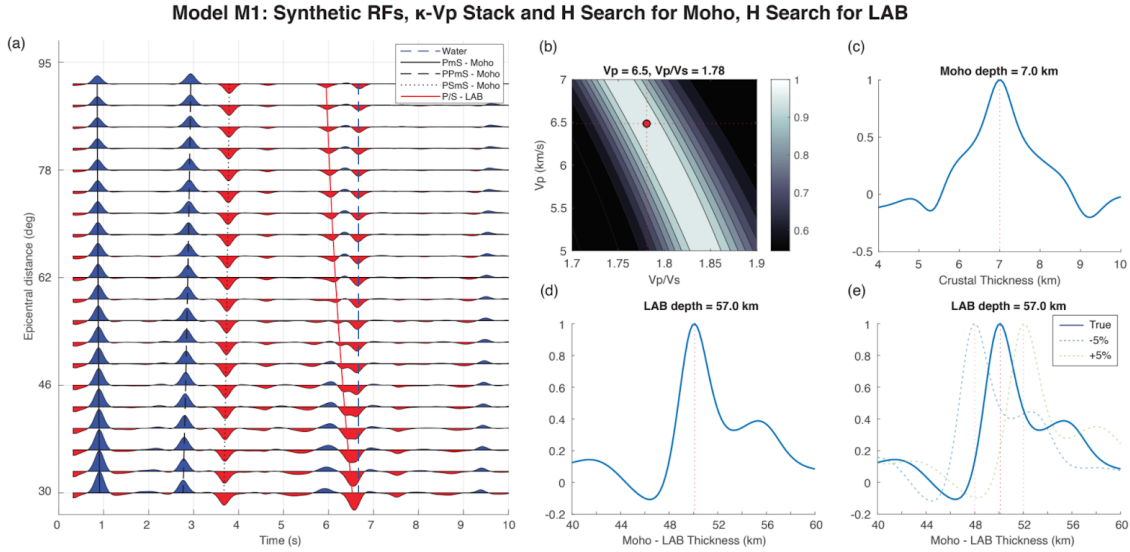 Model M1: Synthetic RFs, κ-Vp Stack and H Search for Moho, H Search for LAB
(a)
95
78
62
46
30
Epicentral distance (deg)
0 1 2 3 4 5 6 7 8 9 10
Time (s)
Water
PmS - Moho
PPmS - Moho
PSmS - Moho
P/S - LAB
(b)
Vp = 6.5, Vp/Vs = 1.78
7
6.5
6
5.5
5
Vp (km/s)
1.7 1.75 1.8 1.85 1.9
Vp/Vs
1
0.9
0.8
0.7
0.6
(c)
Moho depth = 7.0 km
1
0.5
0
-0.5
4 5 6 7 8 9 10
Crustal Thickness (km)
(d)
LAB depth = 57.0 km
1
0.8
0.6
0.4
0.2
0
-0.2
40 44 48 52 56 60
Moho - LAB Thickness (km)
(e)
LAB depth = 57.0 km
True
-5%
+5%
1
0.8
0.6
0.4
0.2
0
-0.2
40 44 48 52 56 60
Moho - LAB Thickness (km)